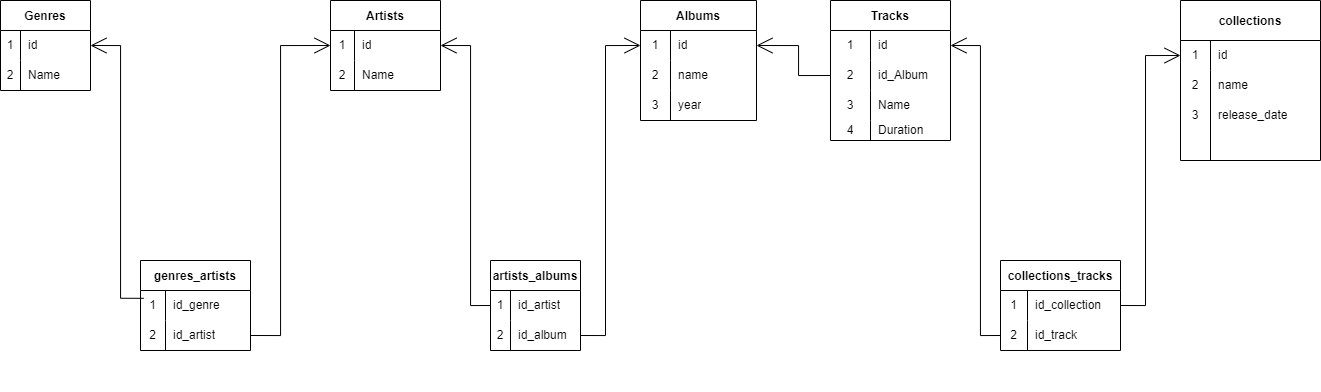 Genres
1 id
2 Name
Artists
1 id
2 Name
Albums
1 id
2 name
3 year
Tracks
1 id
2 id_Album
3 Name
4 Duration
collections
1 id
2 name
3 release_date
genres_artists
1 id_genre
2 id_artist
artists_albums
1 id_artist
2 id_album
collections_tracks
1 id_collection
2 id_track